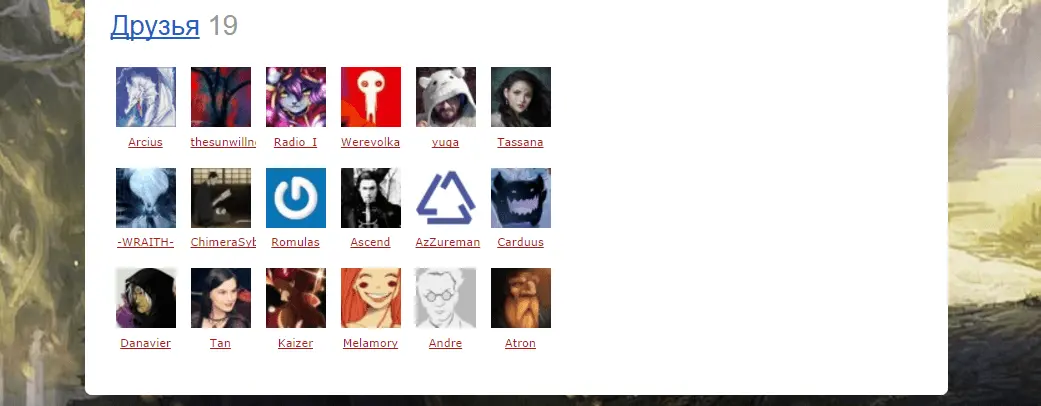 Друзья 19
Arcius thesunwilln Radio_I Werevolka yuga Tassana
-WRAITH- ChimeraSyb Romulas Ascend AzZureman Carduus
Danavier Tan Kaizer Melamory Andre Atron